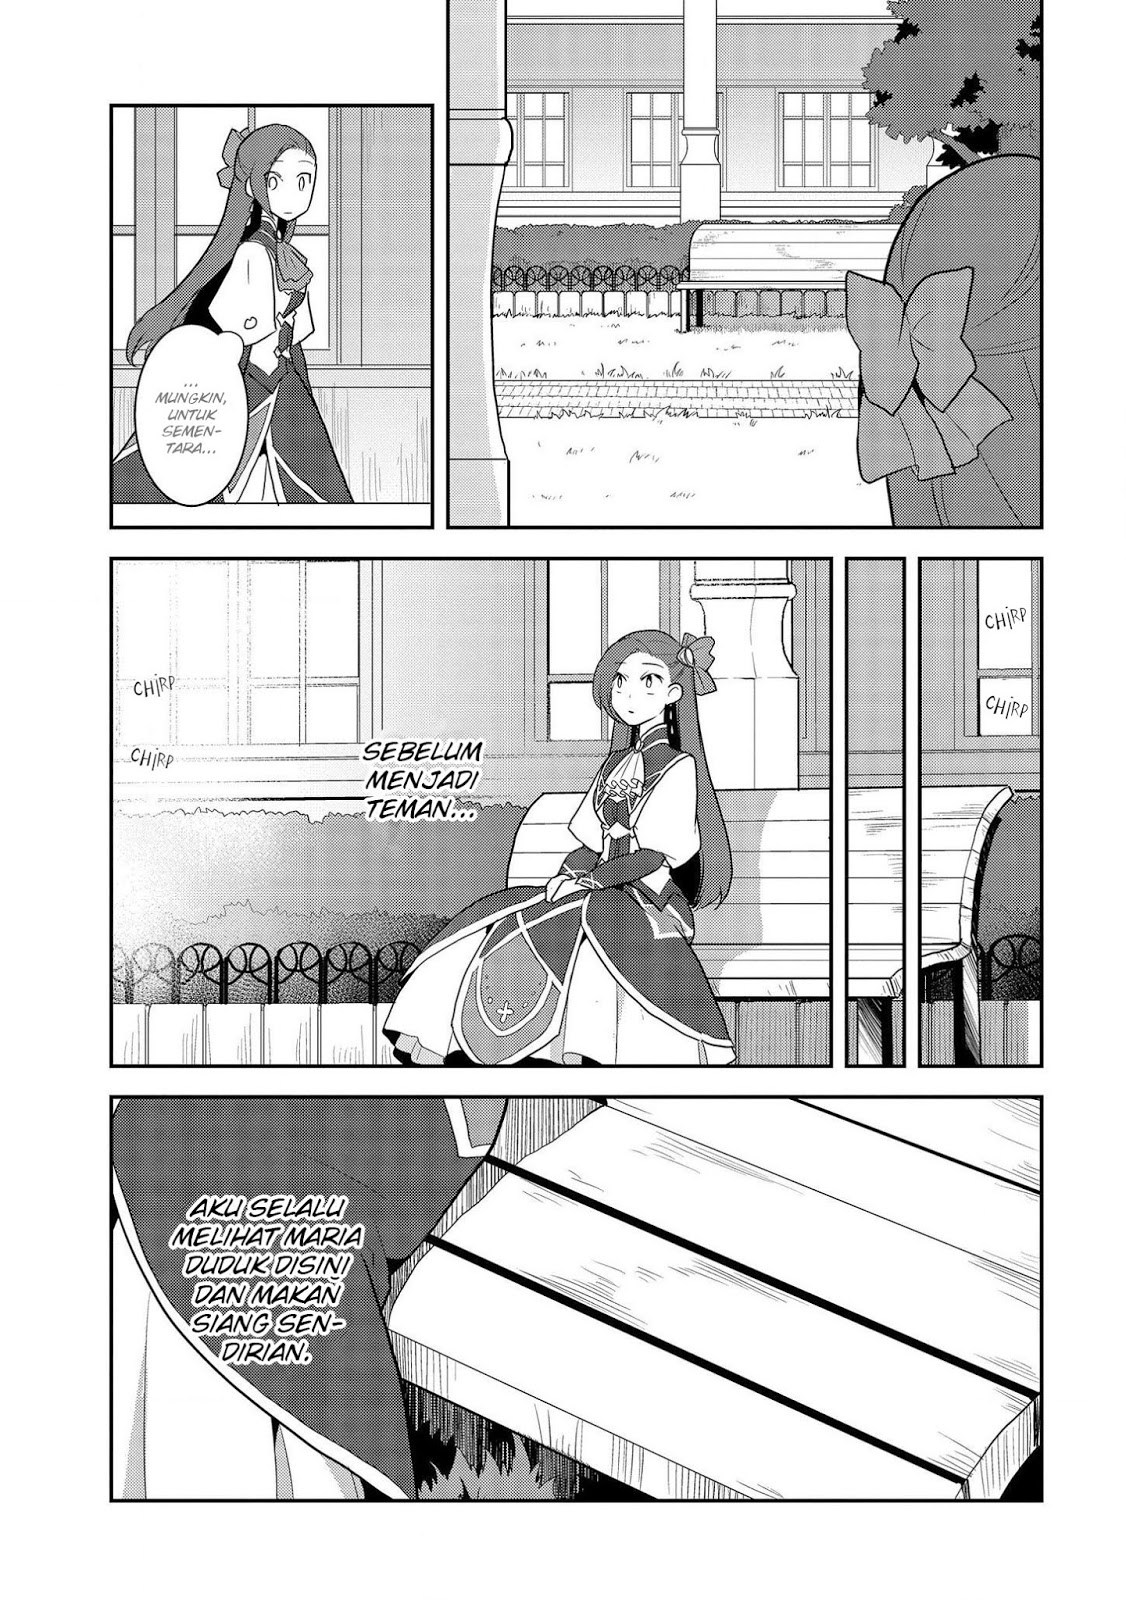 ...
MUNGKIN,
UNTUK
SEMEN-
TARA...
CHIRP
CHIRP
SEBELUM
MENJADI
TEMAN...
CHIRP
CHIRP
AKU SELALU
MELIHAT MARIA
DUDUK DISINI
DAN MAKAN
SIANG SEN-
DIRIAN.